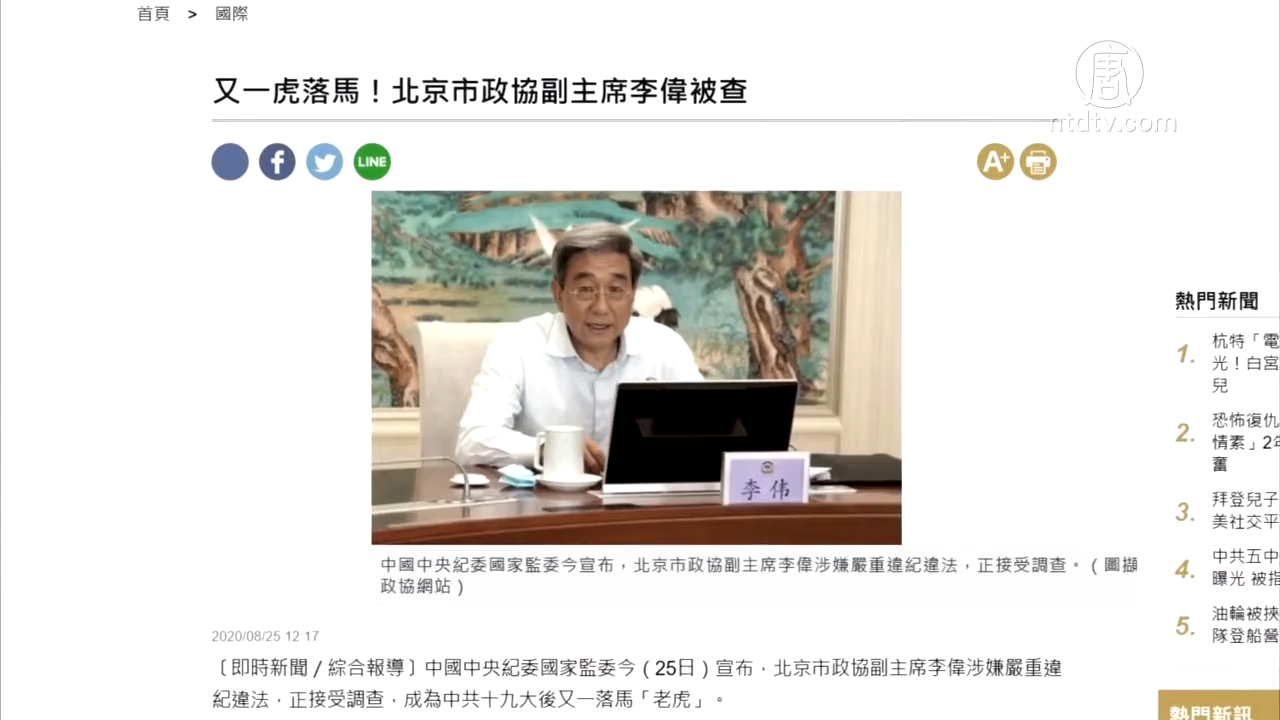 首頁 > 國際
唐
ntdtv.com
又一虎落馬！北京市政協副主席李偉被查
f
LINE
A+
李伟
中國中央紀委國家監委今宣布，北京市政協副主席李偉涉嫌嚴重違紀違法，正接受調查。（圖擷
政協網站）
2020/08/25 12 17
〔即時新聞／綜合報導〕中國中央紀委國家監委今（25日）宣布，北京市政協副主席李偉涉嫌嚴重違
紀違法，正接受調查，成為中共十九大後又一落馬「老虎」。
熱門新聞
1. 杭特「電
光！白宮
兒
2. 恐怖復仇
情素」2年
奮
3. 拜登兒子
美社交平
4. 中共五中
曝光 被指
5. 油輪被挾
隊登船營
熱門新訊